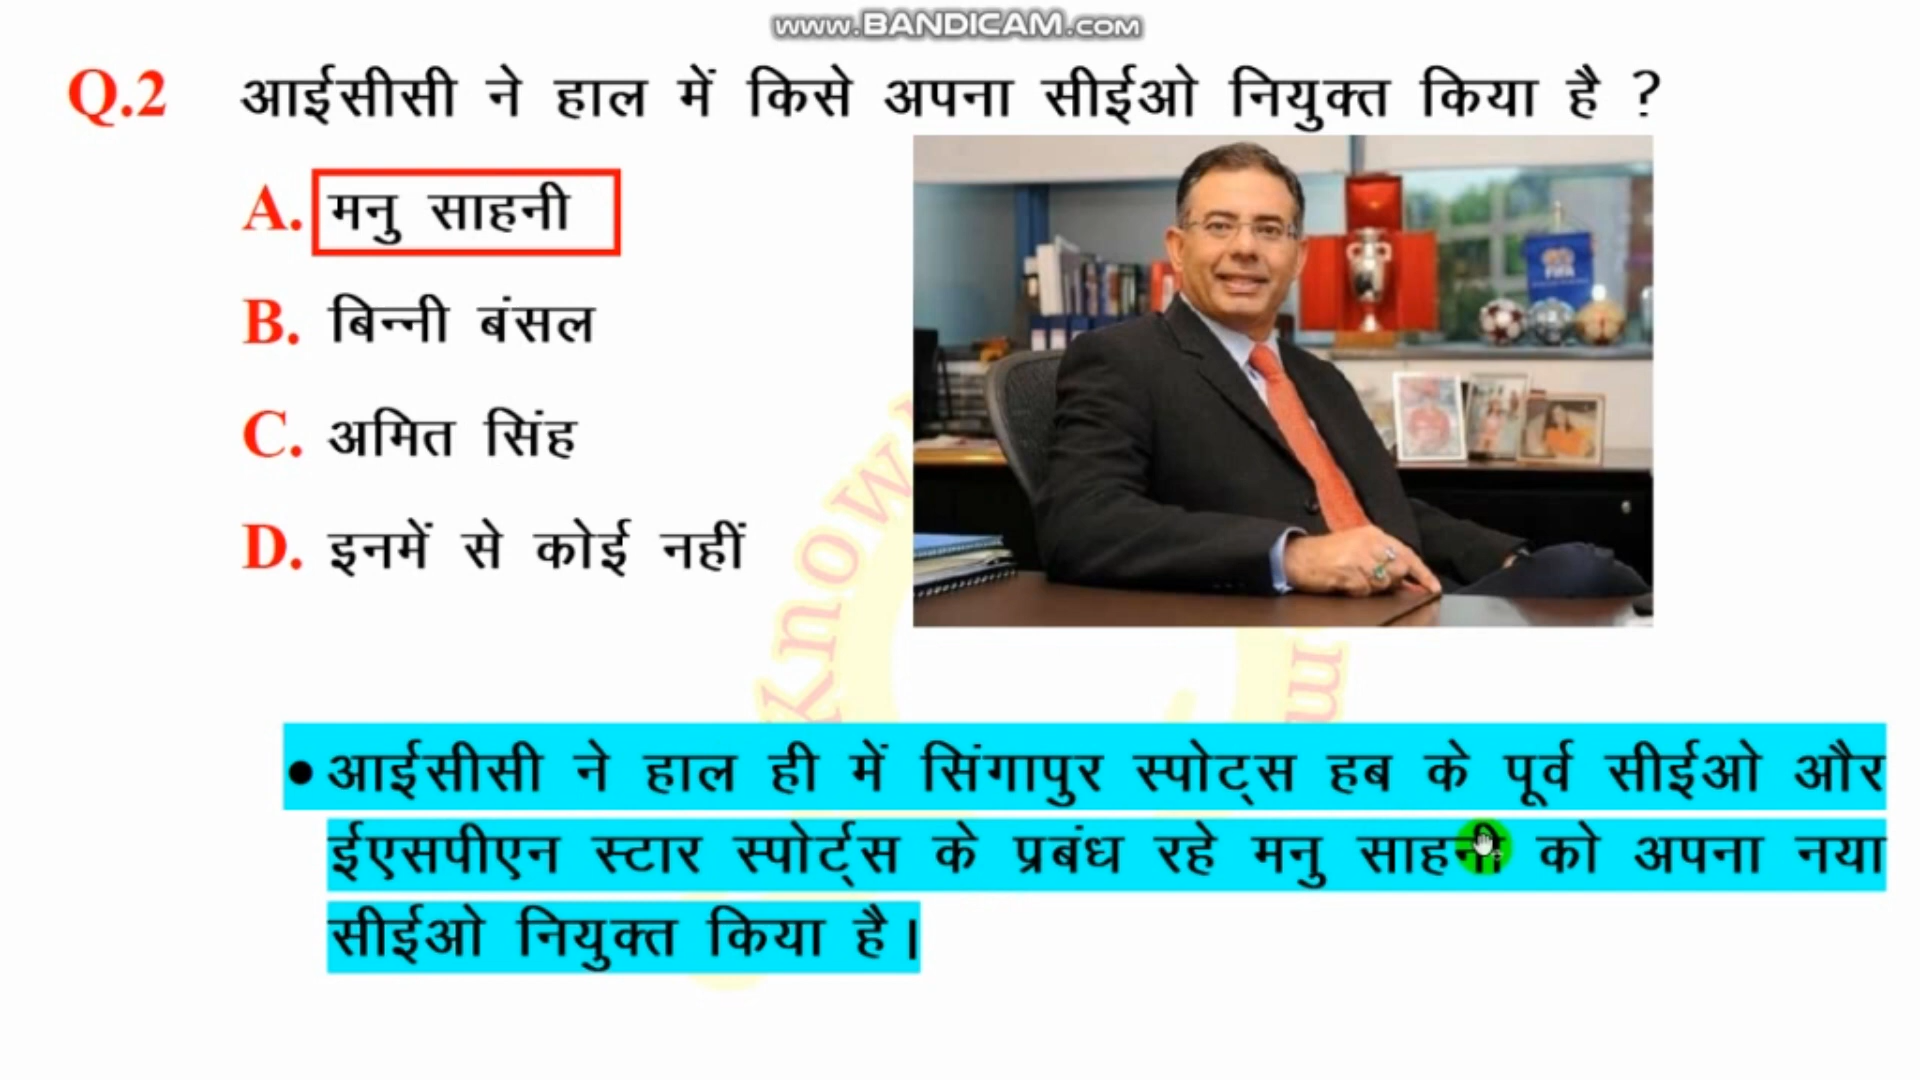 www.BANDICAM.com
Q.2 आईसीसी ने हाल में किसे अपना सीईओ नियुक्त किया है ?
A. मनु साहनी
B. बिन्नी बंसल
C. अमित सिंह
D. इनमें से कोई नहीं
FIFA
• आईसीसी ने हाल ही में सिंगापुर स्पोट्स हब के पूर्व सीईओ और
ईएसपीएन स्टार स्पोर्ट्स के प्रबंध रहे मनु साहनी को अपना नया
सीईओ नियुक्त किया है।